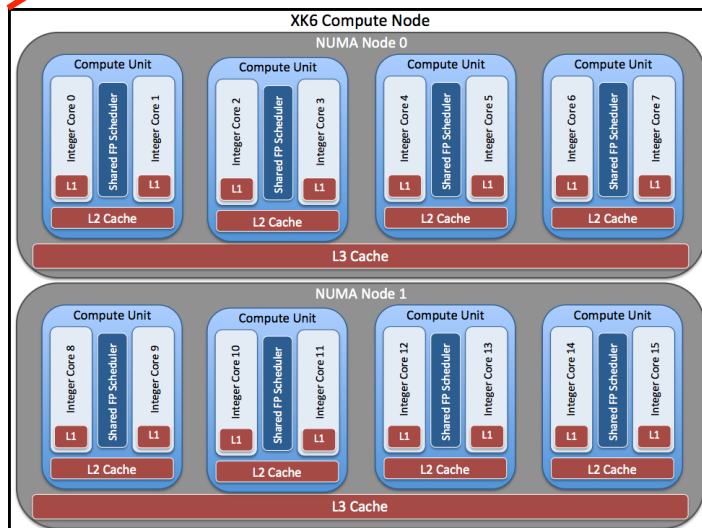 XK6 Compute Node
NUMA Node 0
Compute Unit
Compute Unit
Compute Unit
Compute Unit
Integer Core 0
Shared FP Scheduler
Integer Core 1
Integer Core 2
Shared FP Scheduler
Integer Core 3
Integer Core 4
Shared FP Scheduler
Integer Core 5
Integer Core 6
Shared FP Scheduler
Integer Core 7
L1
L1
L1
L1
L1
L1
L1
L1
L2 Cache
L2 Cache
L2 Cache
L2 Cache
L3 Cache
NUMA Node 1
Compute Unit
Compute Unit
Compute Unit
Compute Unit
Integer Core 8
Shared FP Scheduler
Integer Core 9
Integer Core 10
Shared FP Scheduler
Integer Core 11
Integer Core 12
Shared FP Scheduler
Integer Core 13
Integer Core 14
Shared FP Scheduler
Integer Core 15
L1
L1
L1
L1
L1
L1
L1
L1
L2 Cache
L2 Cache
L2 Cache
L2 Cache
L3 Cache